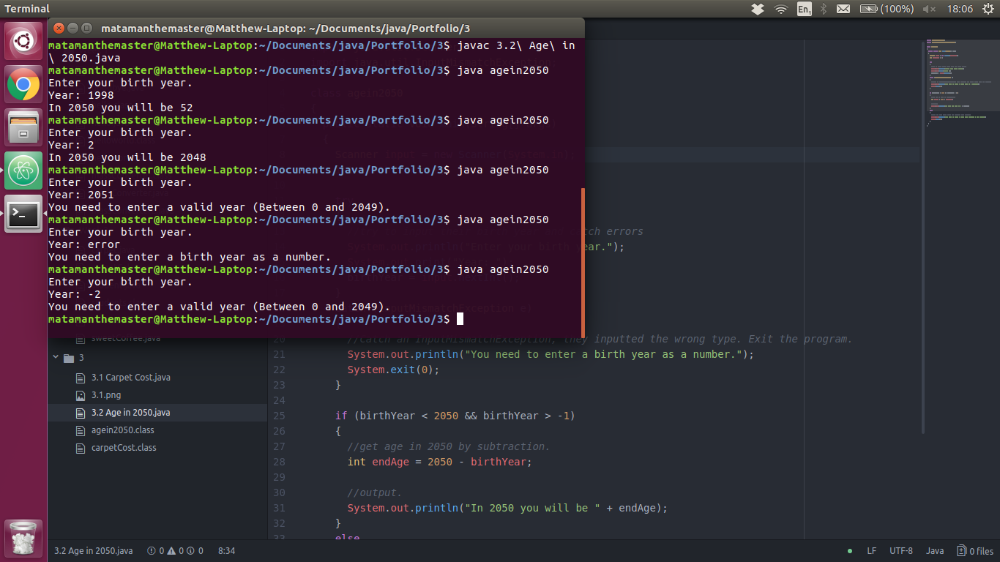 Terminal
En1
(100%)
18:06
matamanthemaster@Matthew-Laptop: ~/Documents/java/Portfolio/3
matamanthemaster@Matthew-Laptop:~/Documents/java/Portfolio/3$ javac 3.2\ Age\ in
\ 2050.java
matamanthemaster@Matthew-Laptop:~/Documents/java/Portfolio/3$ java agein2050
Enter your birth year.
Year: 1998
In 2050 you will be 52
matamanthemaster@Matthew-Laptop:~/Documents/java/Portfolio/3$ java agein2050
Enter your birth year.
Year: 2
In 2050 you will be 2048
matamanthemaster@Matthew-Laptop:~/Documents/java/Portfolio/3$ java agein2050
Enter your birth year.
Year: 2051
You need to enter a valid year (Between 0 and 2049).
matamanthemaster@Matthew-Laptop:~/Documents/java/Portfolio/3$ java agein2050
Enter your birth year.
Year: error
You need to enter a birth year as a number.
matamanthemaster@Matthew-Laptop:~/Documents/java/Portfolio/3$ java agein2050
Enter your birth year.
Year: -2
You need to enter a valid year (Between 0 and 2049).
matamanthemaster@Matthew-Laptop:~/Documents/java/Portfolio/3$
tch errors
System.out.println("Enter your birth year.");
sweetCoffee.java
3
3.1 Carpet Cost.java
3.1.png
3.2 Age in 2050.java
agein2050.class
carpetCost.class
20 //Catch an InputMismatchException, they inputted the wrong type. Exit the program.
21 System.out.println("You need to enter a birth year as a number.");
22 System.exit(0);
23 }
24
25 if (birthYear < 2050 && birthYear > -1)
26 {
27 //get age in 2050 by subtraction.
28 int endAge = 2050 - birthYear;
29
30 //output.
31 System.out.println("In 2050 you will be " + endAge);
32 }
33 else
3.2 Age in 2050.java
0
0
0
8:34
LF
UTF-8
Java
0 files